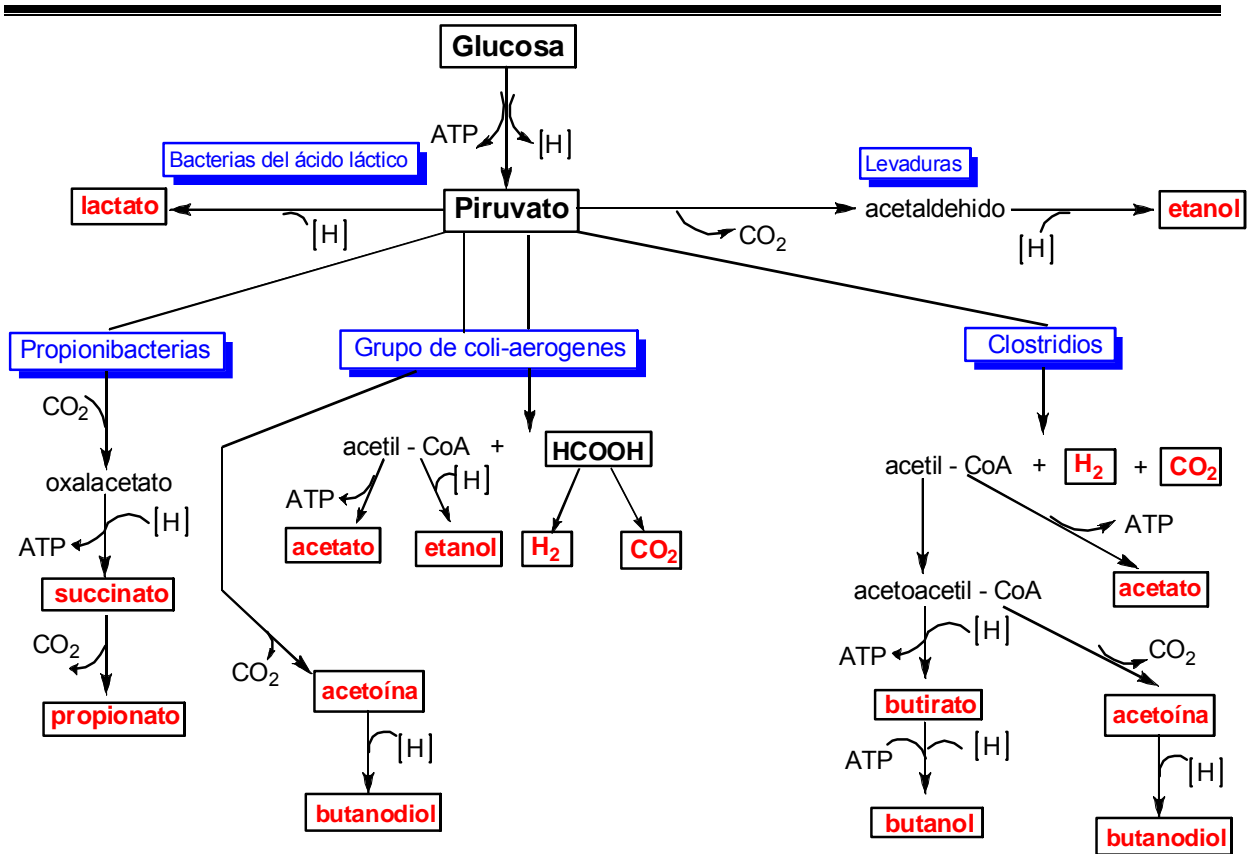 Glucosa
ATP
[H]
Bacterias del ácido láctico
Levaduras
lactato
[H]
Piruvato
CO2
acetaldehido
[H]
etanol
Propionibacterias
Grupo de coli-aerogenes
Clostridios
CO2
oxalacetato
[H]
ATP
succinato
CO2
propionato
acetil - CoA + HCOOH
ATP
[H]
acetato
etanol
H2
CO2
CO2
acetoína
[H]
butanodiol
acetil - CoA + H2 + CO2
ATP
acetato
acetoacetil - CoA
[H]
ATP
CO2
butirato
acetoína
ATP
[H]
[H]
butanol
butanodiol